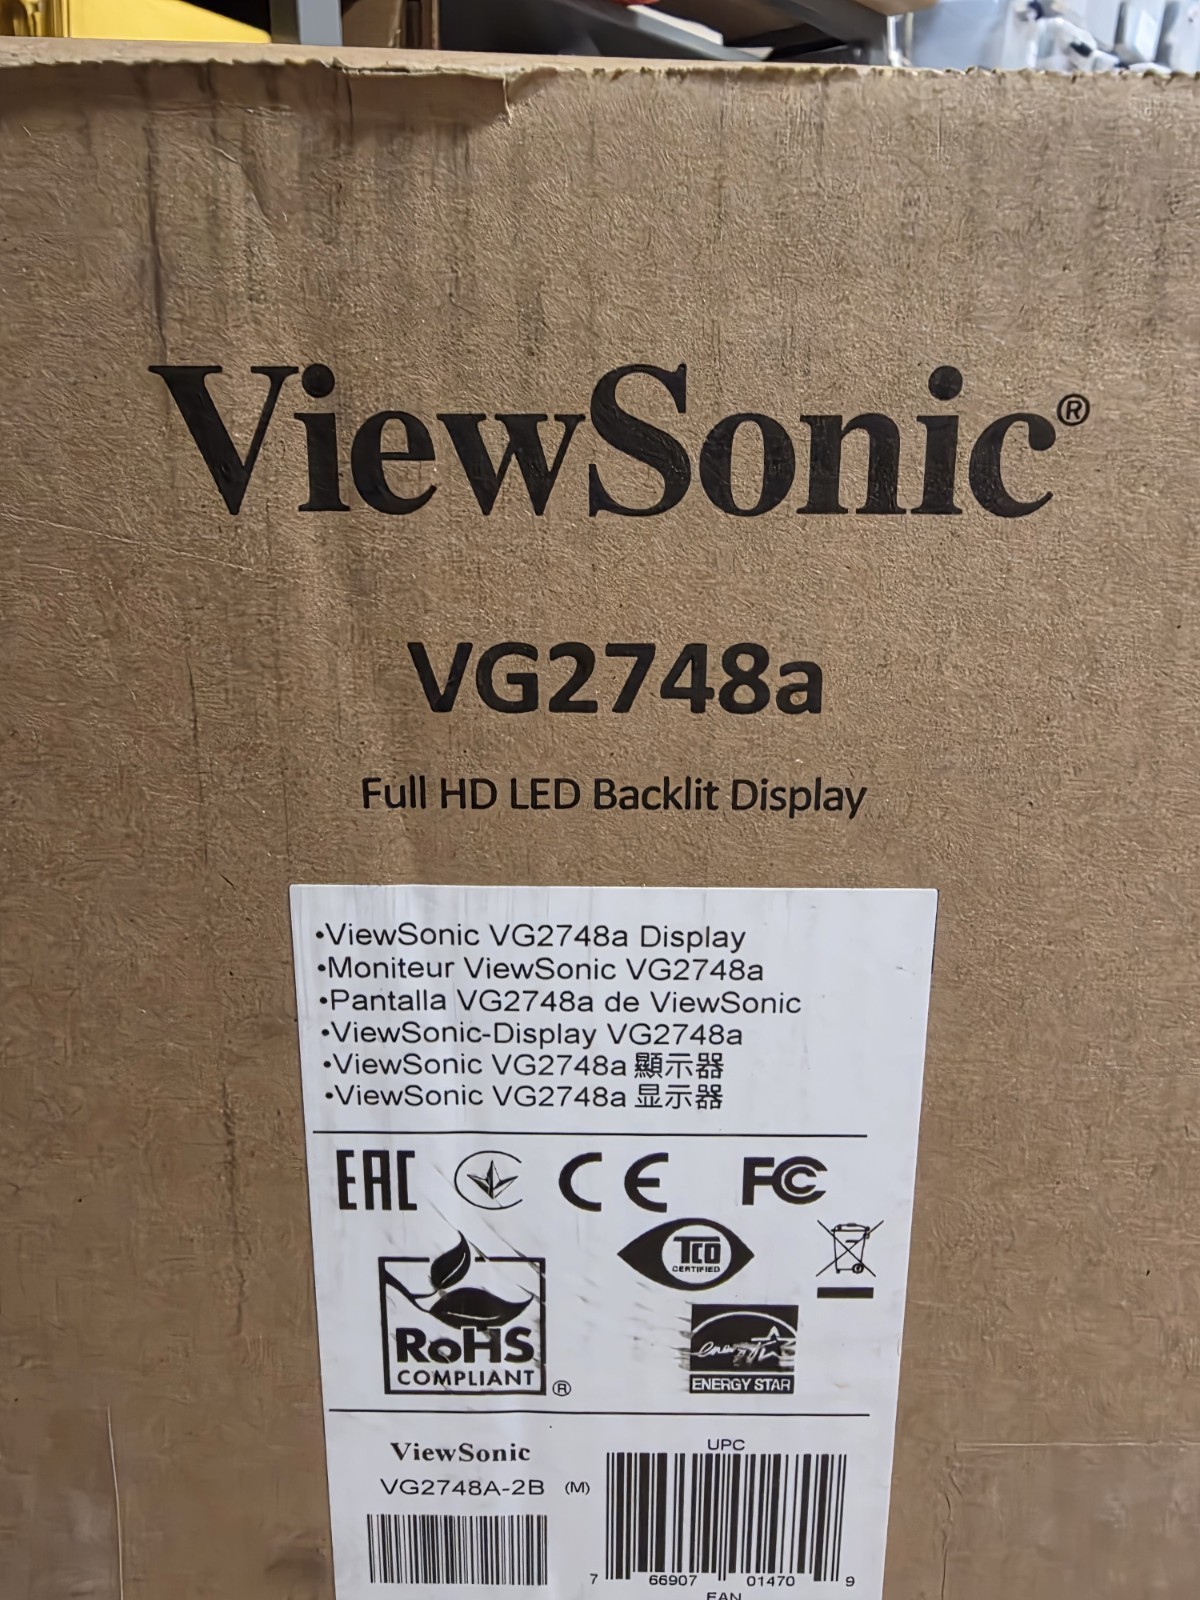 ViewSonic®
VG2748a
Full HD LED Backlit Display
•ViewSonic VG2748a Display
•Moniteur ViewSonic VG2748a
•Pantalla VG2748a de ViewSonic
•ViewSonic-Display VG2748a
•ViewSonic VG2748a 顯示器
•ViewSonic VG2748a 显示器
EAC CE FC
TCO
CERTIFIED
RoHS
COMPLIANT ®
energy
ENERGY STAR
ViewSonic
VG2748A-2B (M)
UPC
7 66907 01470 9
EAN